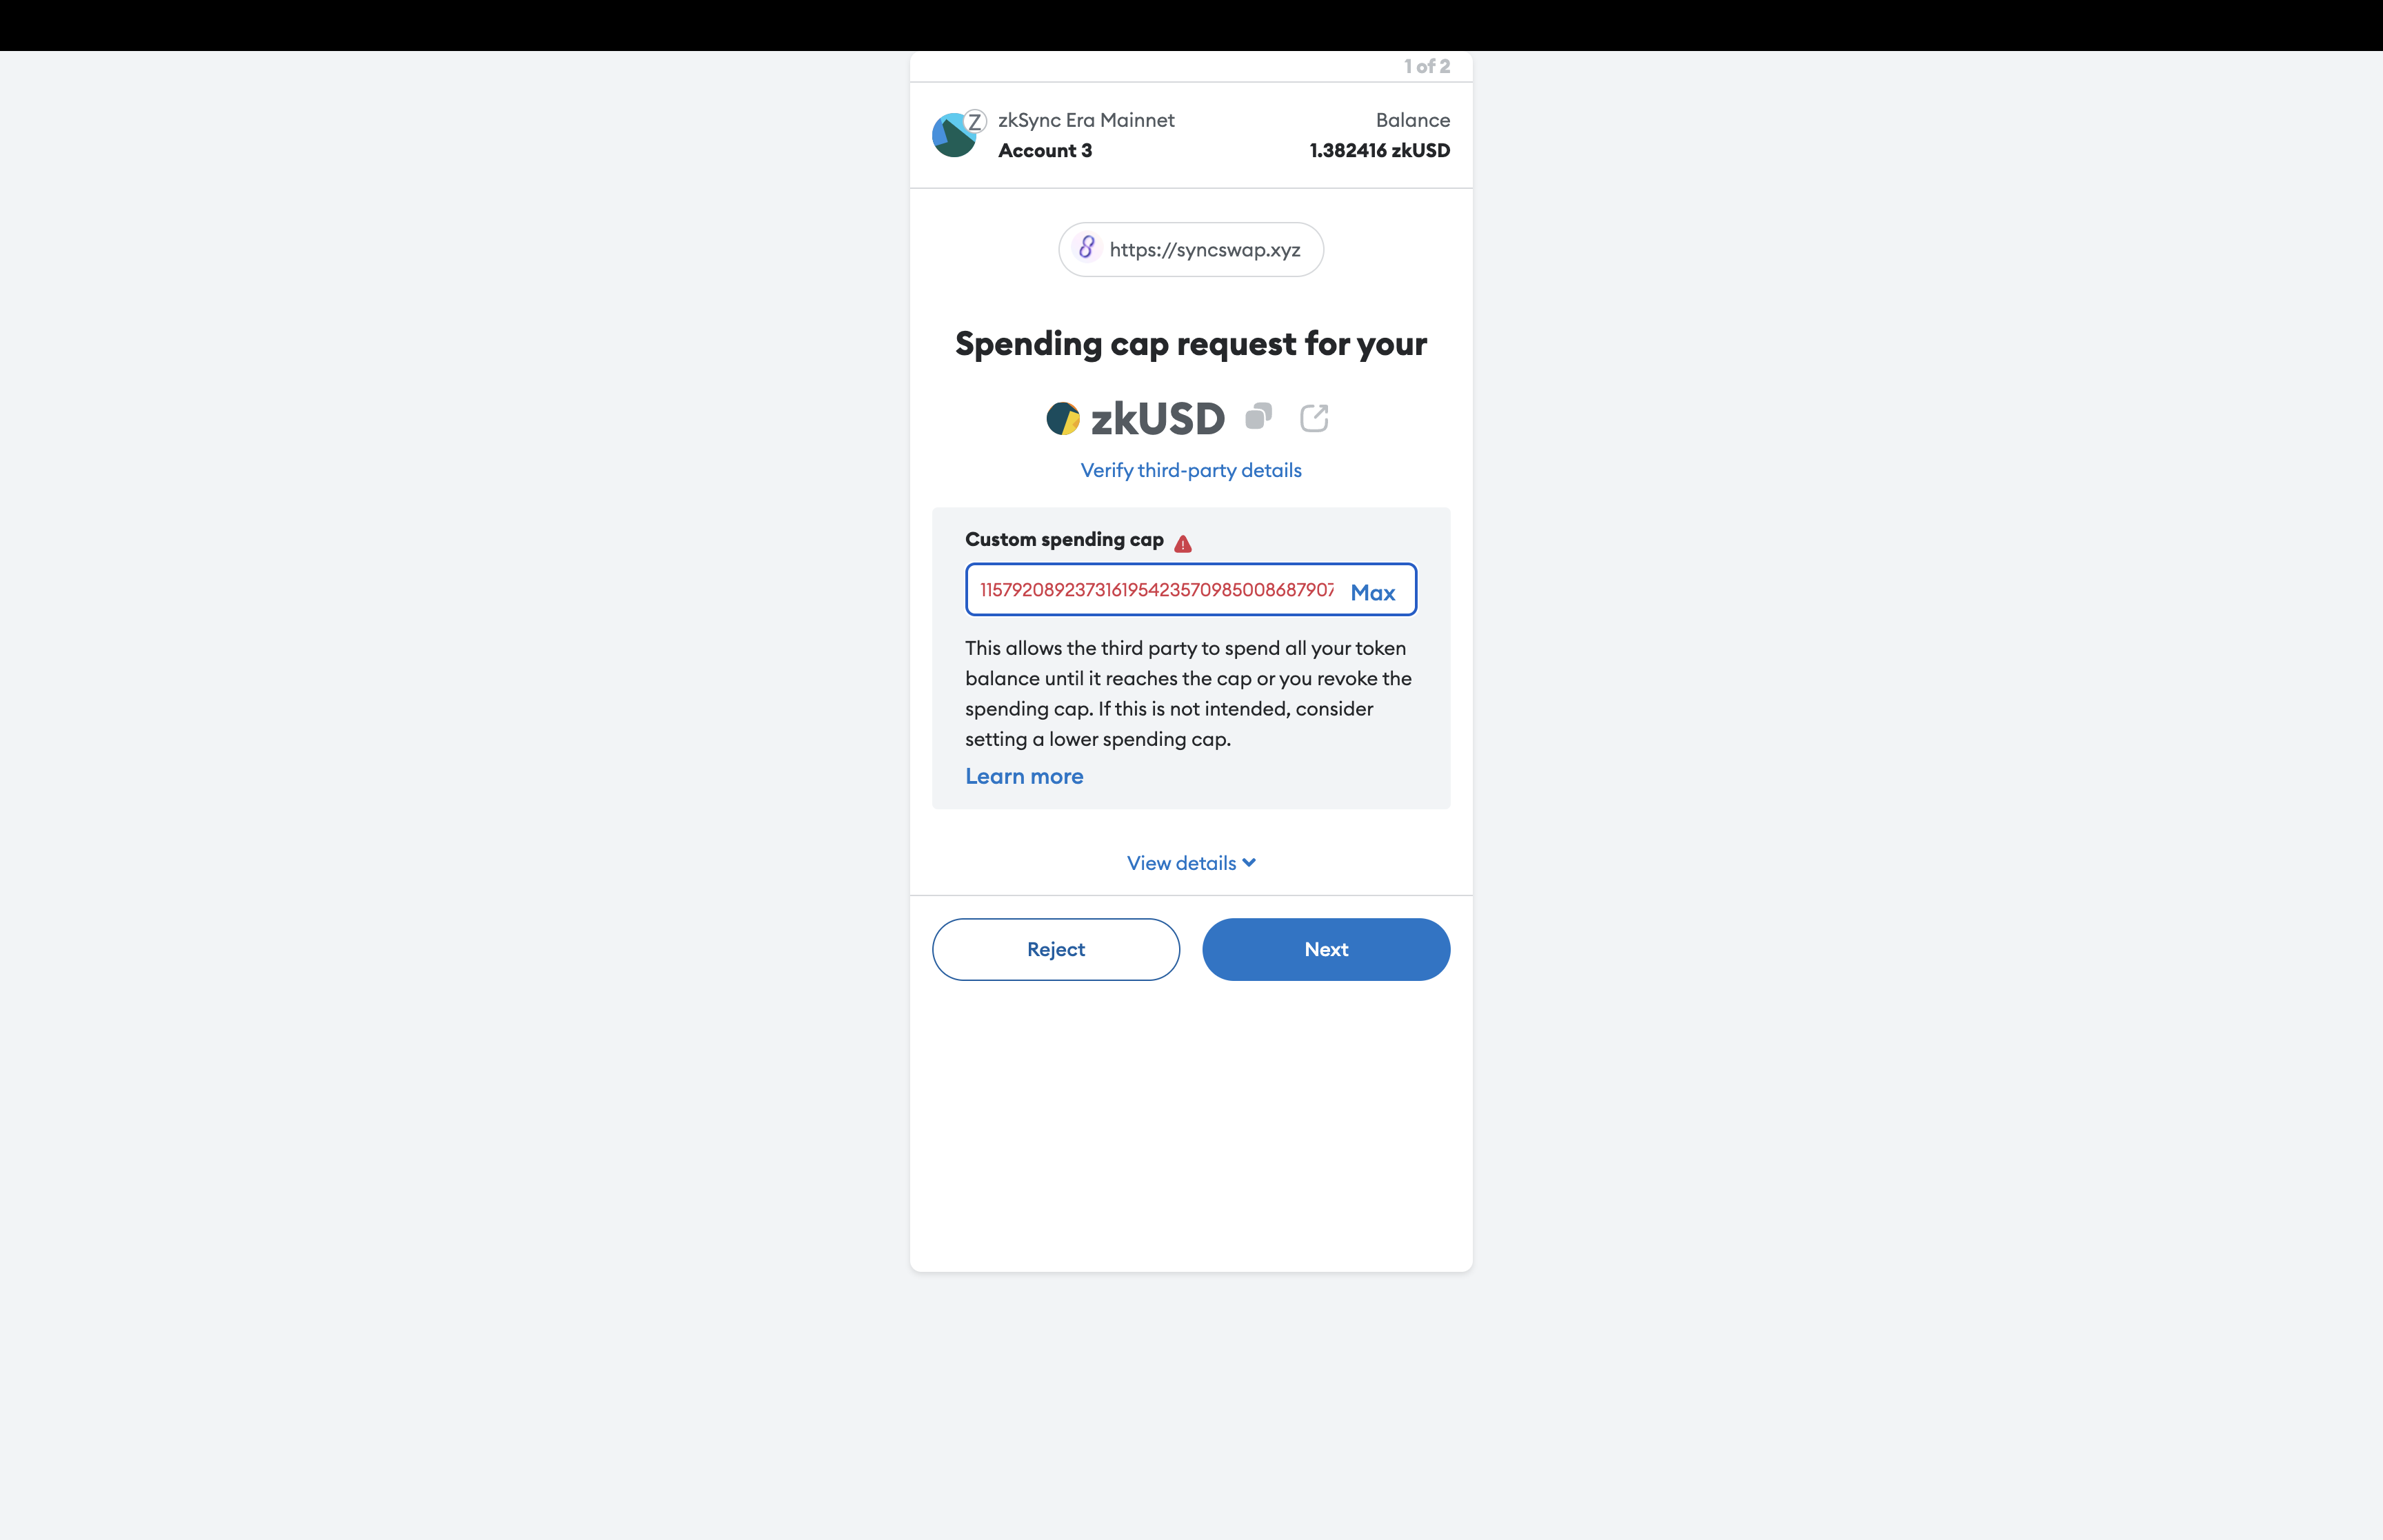 1 of 2
Z
zkSync Era Mainnet
Balance
Account 3
1.382416 zkUSD
https://syncswap.xyz
Spending cap request for your
zkUSD
Verify third-party details
Custom spending cap
115792089237316195423570985008687907
Max
This allows the third party to spend all your token
balance until it reaches the cap or you revoke the
spending cap. If this is not intended, consider
setting a lower spending cap.
Learn more
View details
Reject
Next